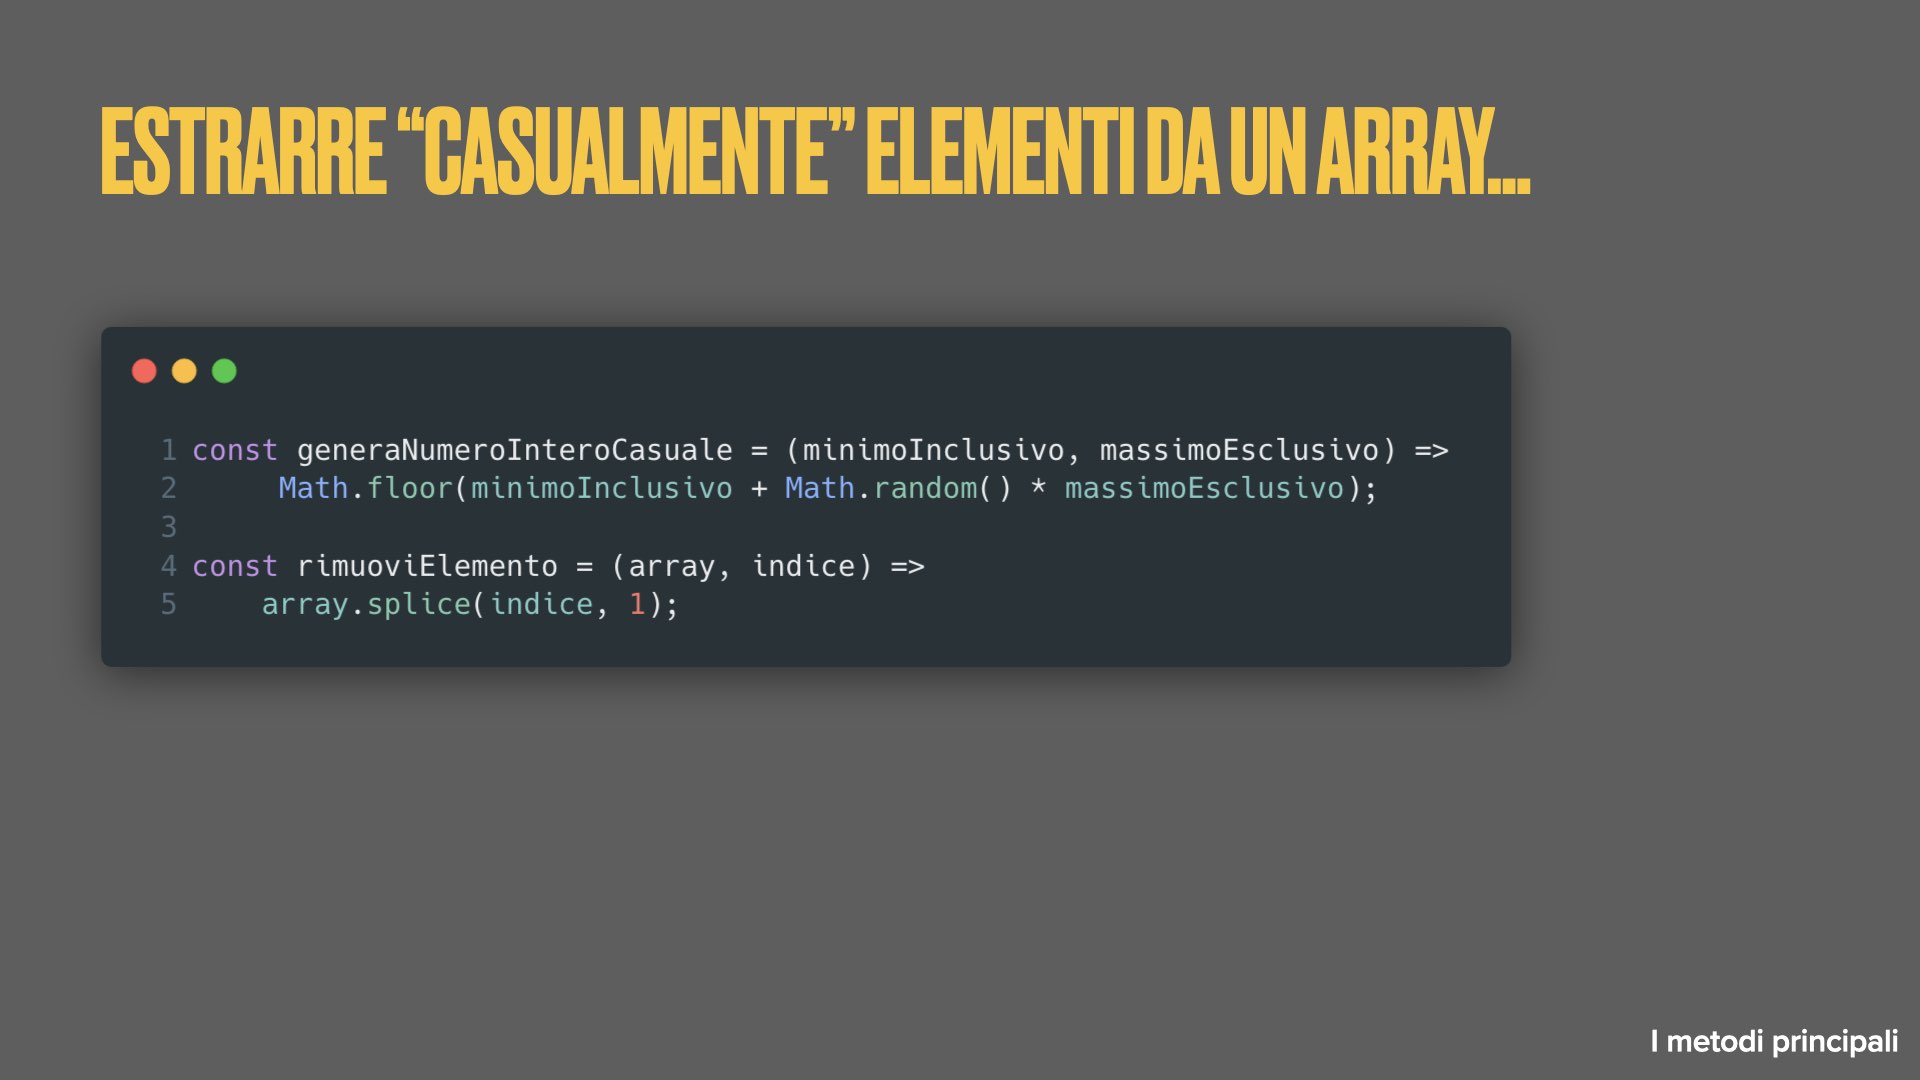 ESTRARRE “CASUALMENTE” ELEMENTI DA UN ARRAY...
1 const generaNumeroInteroCasuale = (minimoInclusivo, massimoEsclusivo) =>
2 Math.floor(minimoInclusivo + Math.random() * massimoEsclusivo);
3
4 const rimuoviElemento = (array, indice) =>
5 array.splice(indice, 1);
I metodi principali